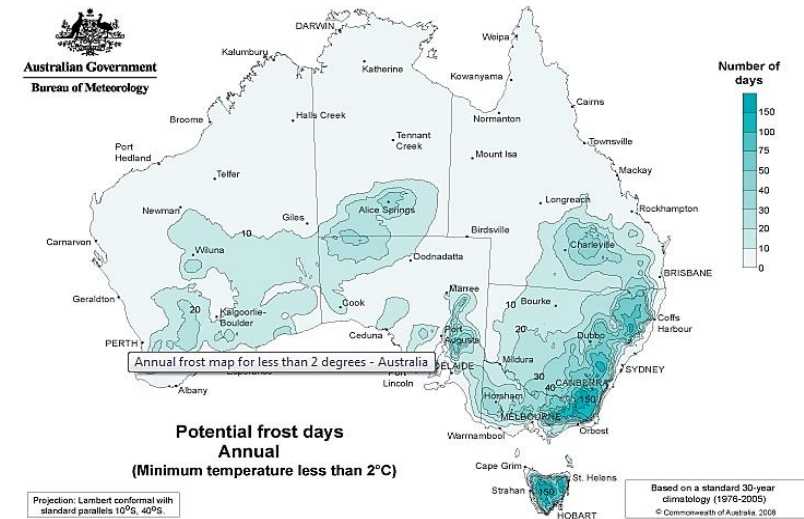 Australian Government
Bureau of Meteorology
Number of
days
150
100
75
50
40
30
20
10
0
DARWIN
Kalumburu
Katherine
Weipa
Kowanyama
Cairns
Broome
Halls Creek
Normanton
Tennant
Creek
Townsville
Port
Hedland
Mount Isa
Mackay
Telfer
Longreach
Rockhampton
Newman
Alice Springs
Giles
10
Birdsville
Carnarvon
Wiluna
Charleville
Oodnadatta
BRISBANE
Marree
Geraldton
Cook
10
Bourke
20
Kalgoorlie-
Boulder
Coffs
Harbour
Ceduna
Port
Augusta
20
Dubbo
PERTH
Annual frost map for less than 2 degrees - Australia
Mildura
SYDNEY
30
Port
Lincoln
40
CANBERRA
Albany
Horsham
150
MELBOURNE
Warrnambool
Orbost
Potential frost days
Annual
(Minimum temperature less than 2°C)
Cape Grim
St. Helens
Strahan
150
HOBART
Projection: Lambert conformal with
standard parallels 10°S, 40°S.
Based on a standard 30-year
climatology (1976-2005)
© Commonwealth of Australia, 2008